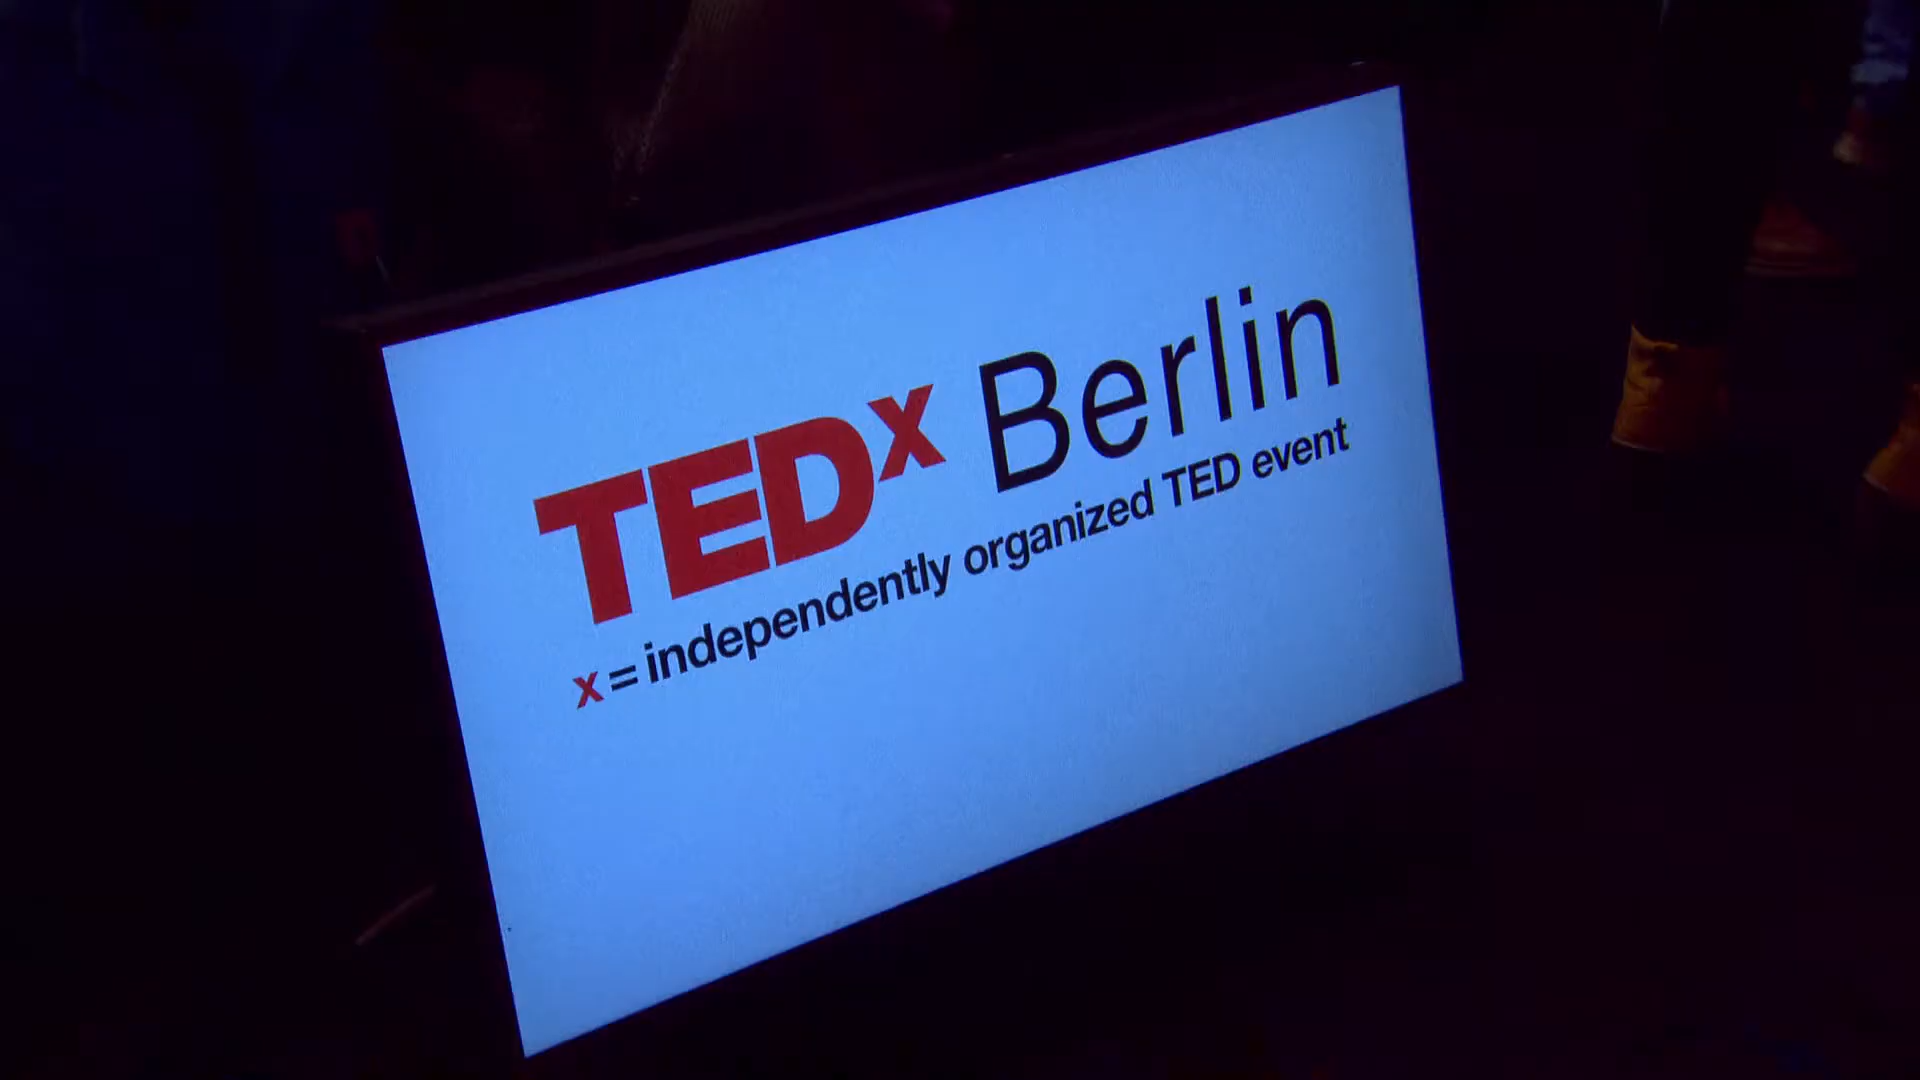 TEDx Berlin
x = independently organized TED event